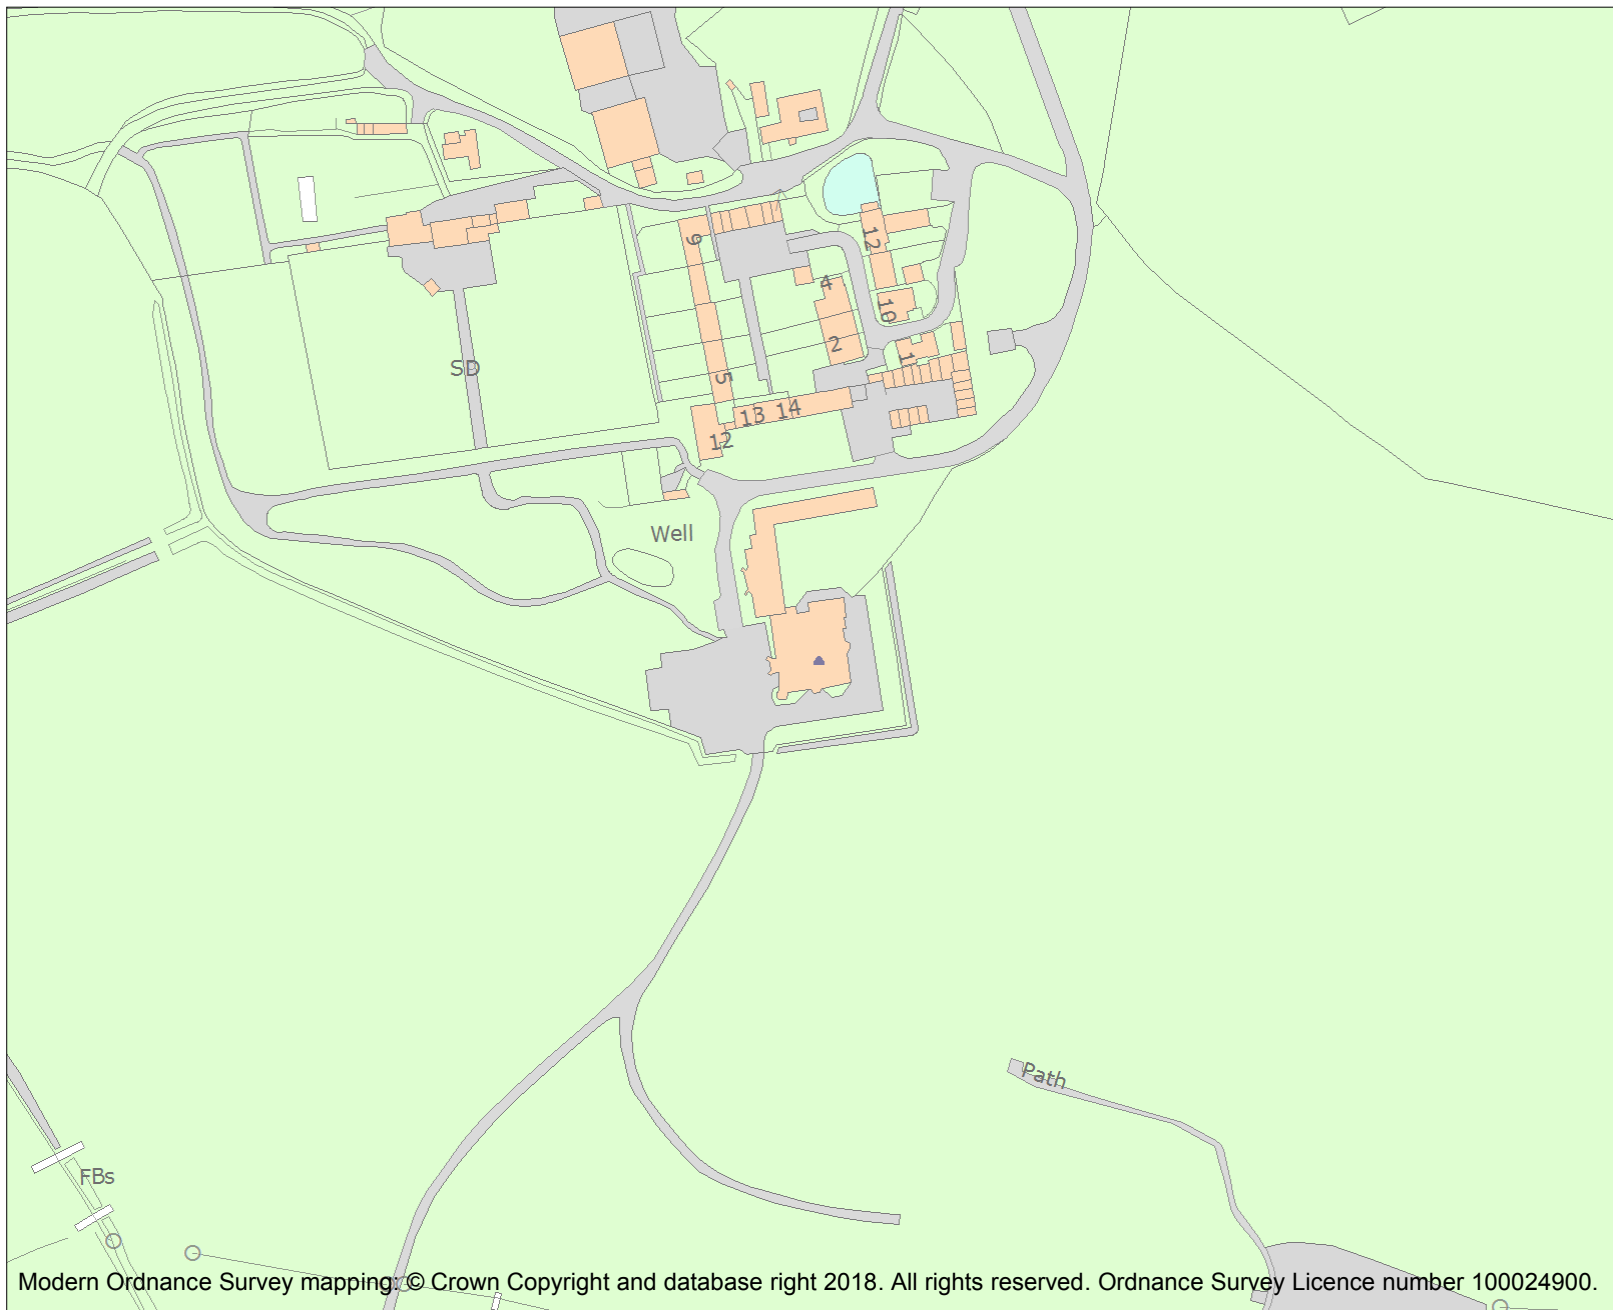 9
12
4
10
2
1
SD
5
13 14
12
Well
Path
FBs
Modern Ordnance Survey mapping: © Crown Copyright and database right 2018. All rights reserved. Ordnance Survey Licence number 100024900.